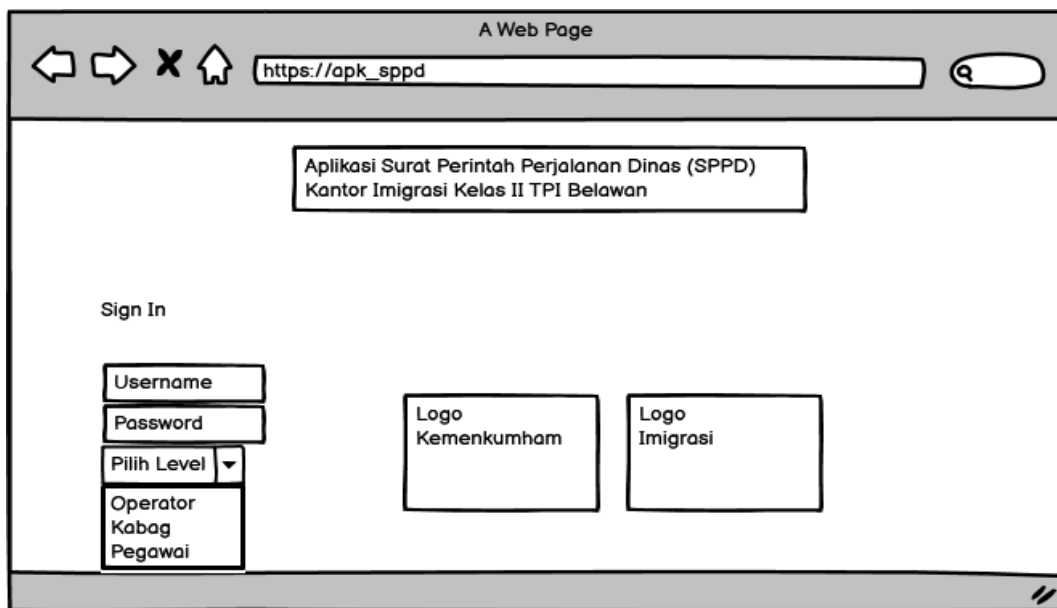 A Web Page
https://apk_sppd
Aplikasi Surat Perintah Perjalanan Dinas (SPPD)
Kantor Imigrasi Kelas II TPI Belawan
Sign In
Username
Password
Pilih Level
Operator
Kabag
Pegawai
Logo
Kemenkumham
Logo
Imigrasi